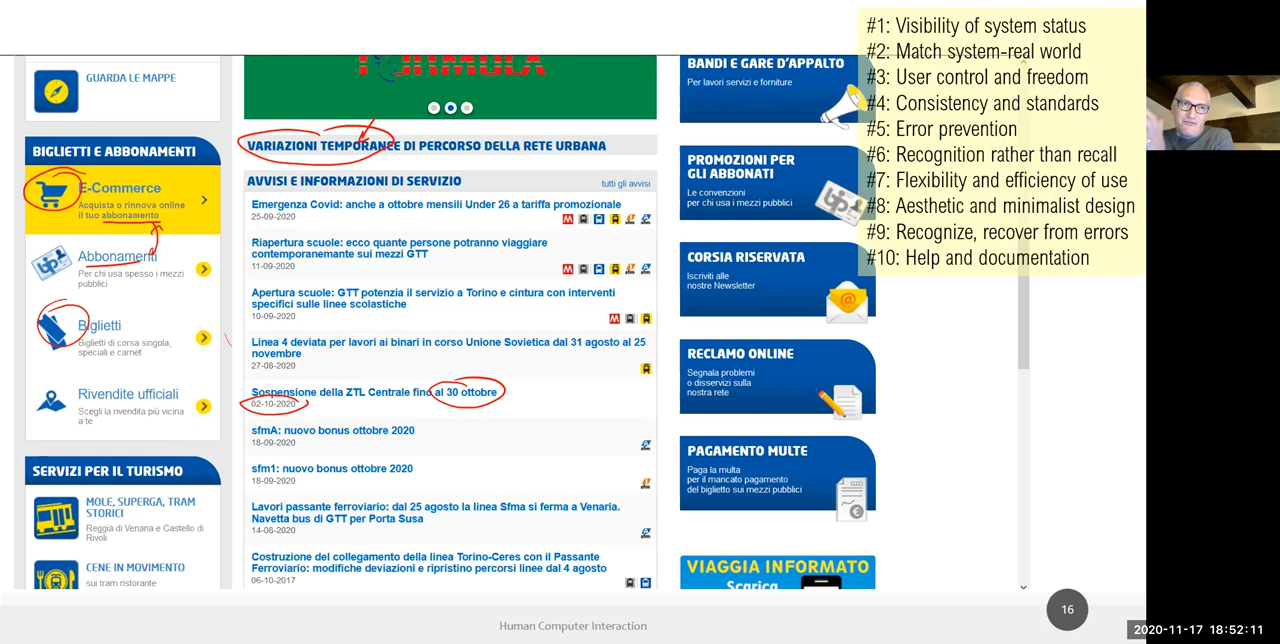 GUARDA LE MAPPE
BIGLIETTI E ABBONAMENTI
E-Commerce
Acquista o rinnova online
il tuo abbonamento
Abbonamenti
Per chi usa spesso i mezzi
pubblici
Biglietti
Biglietti di corsa singola,
speciali e carnet
Rivendite ufficiali
Scegli la rivendita più vicina
a te
SERVIZI PER IL TURISMO
MOLE, SUPERGA, TRAM
STORICI
Reggia di Venaria e Castello di
Rivoli
CENE IN MOVIMENTO
sui tram ristorante
VARIAZIONI TEMPORANEE DI PERCORSO DELLA RETE URBANA
AVVISI E INFORMAZIONI DI SERVIZIO
tutti gli avvisi
Emergenza Covid: anche a ottobre mensili Under 26 a tariffa promozionale
25-09-2020
Riapertura scuole: ecco quante persone potranno viaggiare
contemporanemante sui mezzi GTT
11-09-2020
Apertura scuole: GTT potenzia il servizio a Torino e cintura con interventi
specifici sulle linee scolastiche
10-09-2020
Linea 4 deviata per lavori ai binari in corso Unione Sovietica dal 31 agosto al 25
novembre
27-08-2020
Sospensione della ZTL Centrale fino al 30 ottobre
02-10-2020
sfmA: nuovo bonus ottobre 2020
18-09-2020
sfm1: nuovo bonus ottobre 2020
18-09-2020
Lavori passante ferroviario: dal 25 agosto la linea Sfma si ferma a Venaria.
Navetta bus di GTT per Porta Susa
14-08-2020
Costruzione del collegamento della linea Torino-Ceres con il Passante
Ferroviario: modifiche deviazioni e ripristino percorsi linee dal 4 agosto
06-10-2017
BANDI E GARE D'APPALTO
Per lavori servizi e forniture
PROMOZIONI PER
GLI ABBONATI
Le convenzioni
per chi usa i mezzi pubblici
bip
CORSIA RISERVATA
Iscriviti alle
nostre Newsletter
RECLAMO ONLINE
Segnala problemi
o disservizi sulla
nostra rete
PAGAMENTO MULTE
Paga la multa
per il mancato pagamento
del biglietto sui mezzi pubblici
VIAGGIA INFORMATO
Scarica
#1: Visibility of system status
#2: Match system-real world
#3: User control and freedom
#4: Consistency and standards
#5: Error prevention
#6: Recognition rather than recall
#7: Flexibility and efficiency of use
#8: Aesthetic and minimalist design
#9: Recognize, recover from errors
#10: Help and documentation
Human Computer Interaction
16
2020-11-17 18:52:11